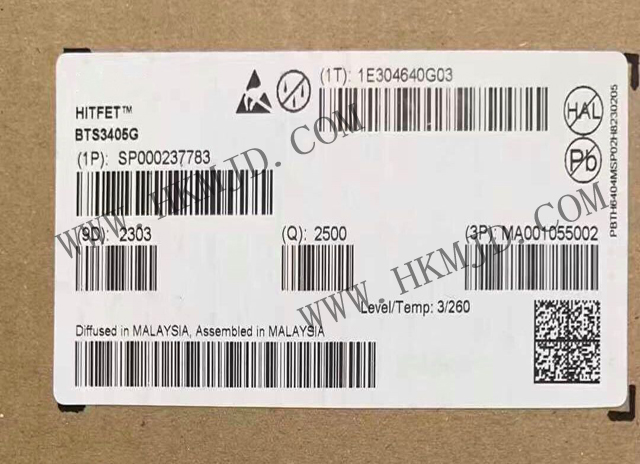 (1T): 1E304640G03
HITFET™
BTS3405G
(1P): SP000237783
HAL
Pb
PBTH6404MSP02H8230205
(9D): 2303
(Q): 2500
(3P): MA001055002
Level/Temp: 3/260
Diffused in MALAYSIA, Assembled in MALAYSIA
WWW.HKMJD.COM
WWW.HKMJD.COM